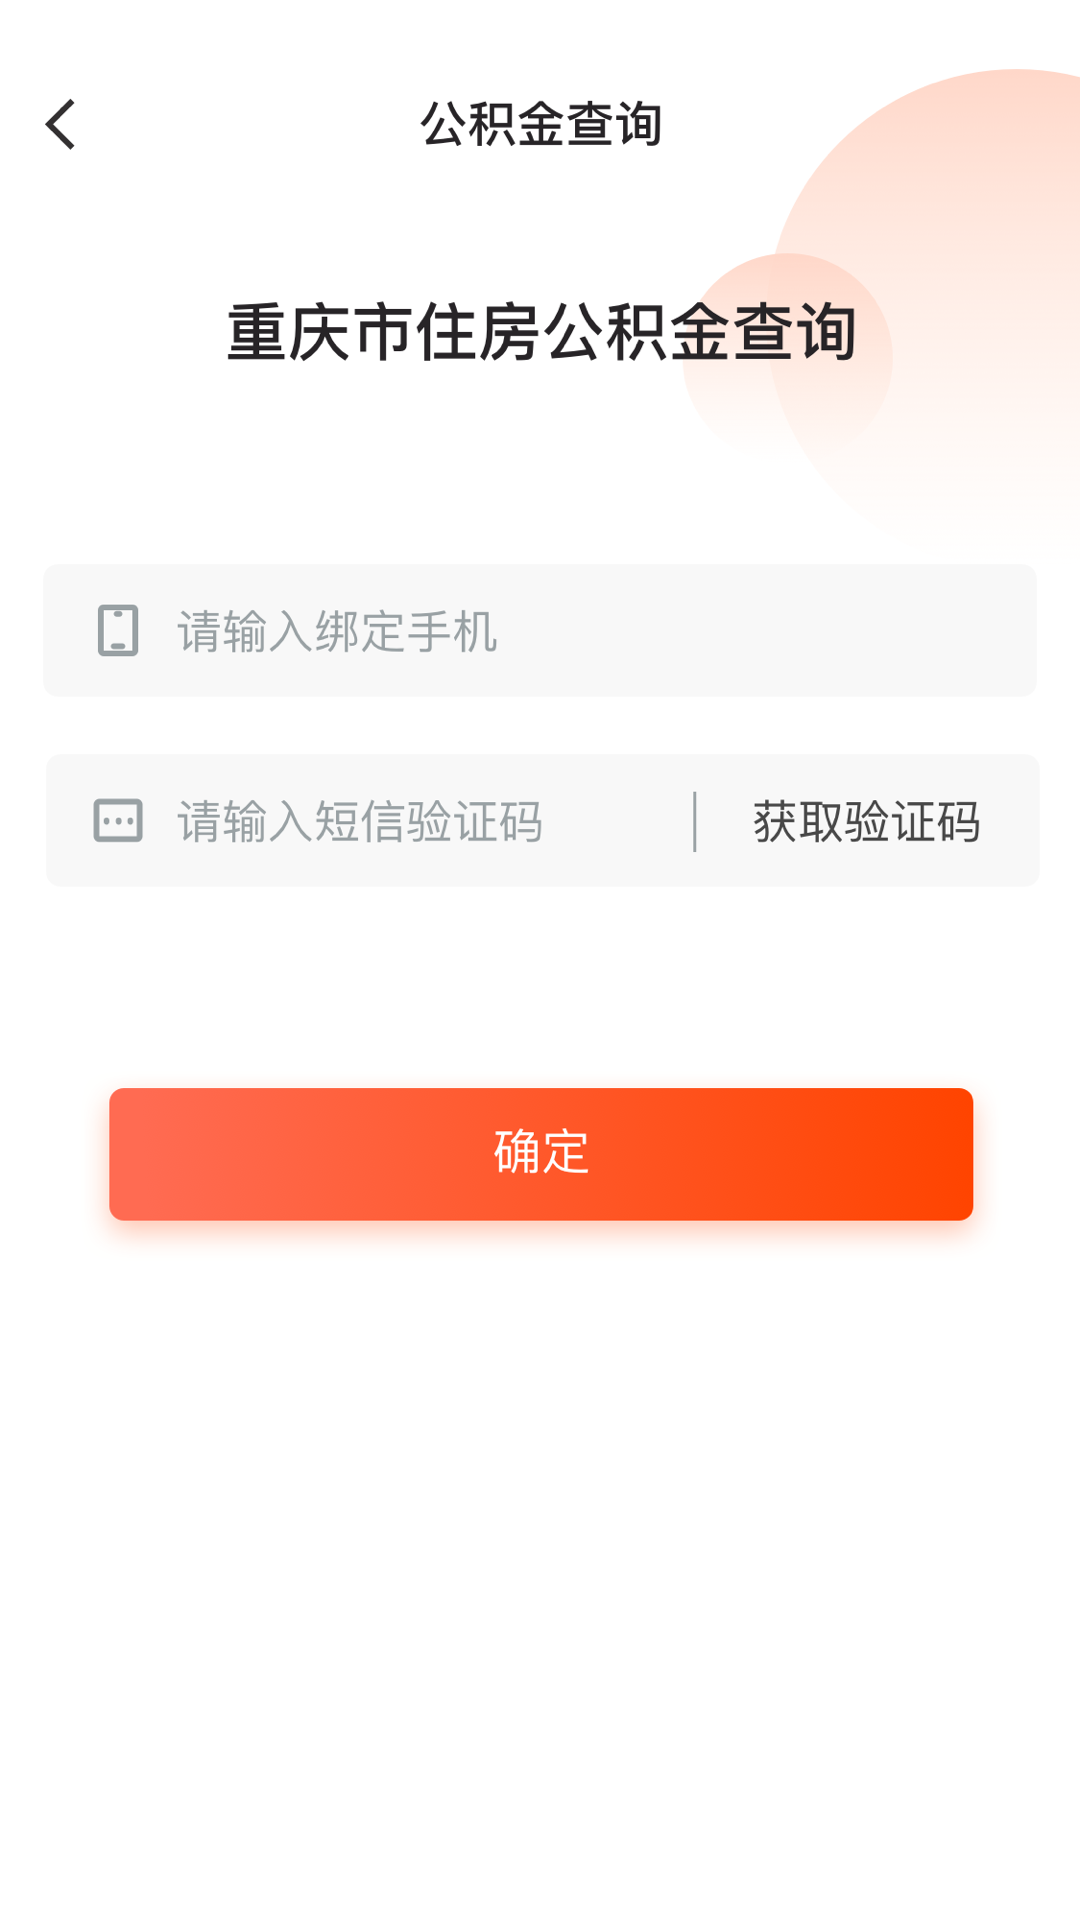 公积金查询
重庆市住房公积金查询
请输入绑定手机
请输入短信验证码 获取验证码
确定